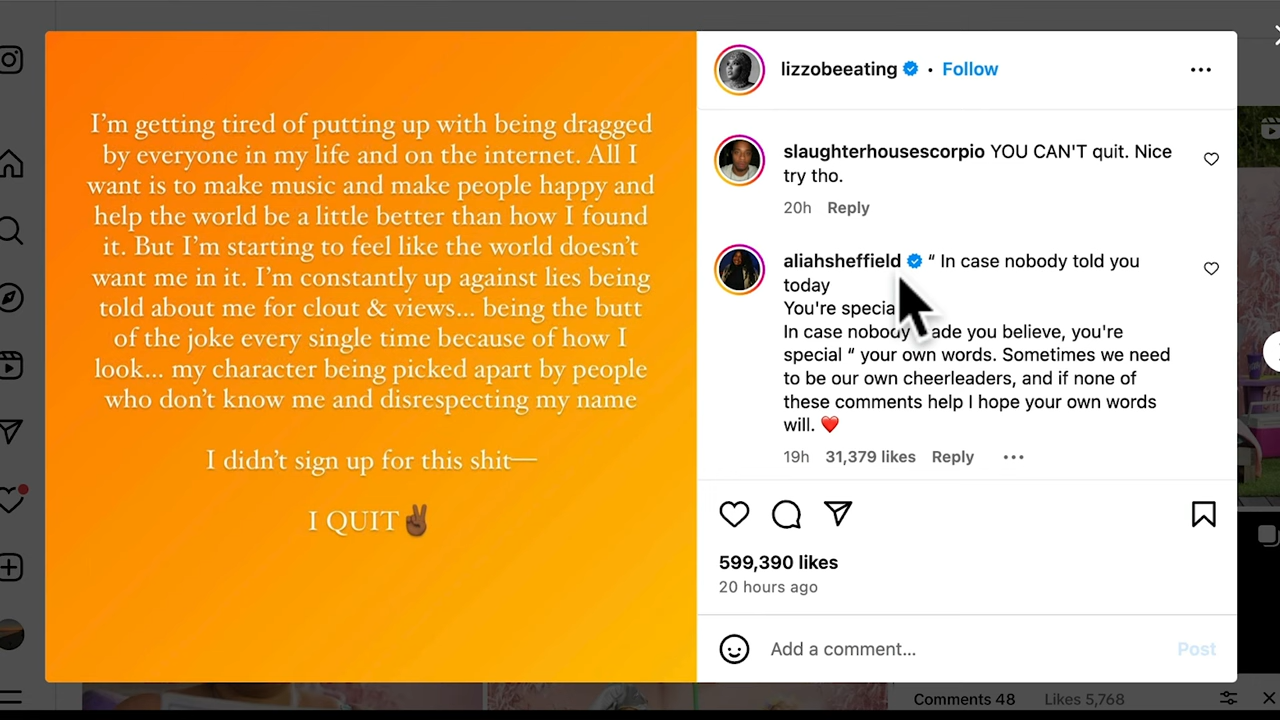 I'm getting tired of putting up with being dragged
by everyone in my life and on the internet. All I
want is to make music and make people happy and
help the world be a little better than how I found
it. But I'm starting to feel like the world doesn't
want me in it. I'm constantly up against lies being
told about me for clout & views... being the butt
of the joke every single time because of how I
look... my character being picked apart by people
who don't know me and disrespecting my name
I didn't sign up for this shit—
I QUIT✌🏾
lizzobeeating • Follow
slaughterhousescorpio YOU CAN'T quit. Nice
try tho.
20h Reply
aliahsheffield “ In case nobody told you
today
You're specia
In case nobody ade you believe, you're
special “ your own words. Sometimes we need
to be our own cheerleaders, and if none of
these comments help I hope your own words
will. ❤️
19h 31,379 likes Reply
599,390 likes
20 hours ago
Add a comment...
Post
Comments 48 Likes 5,768